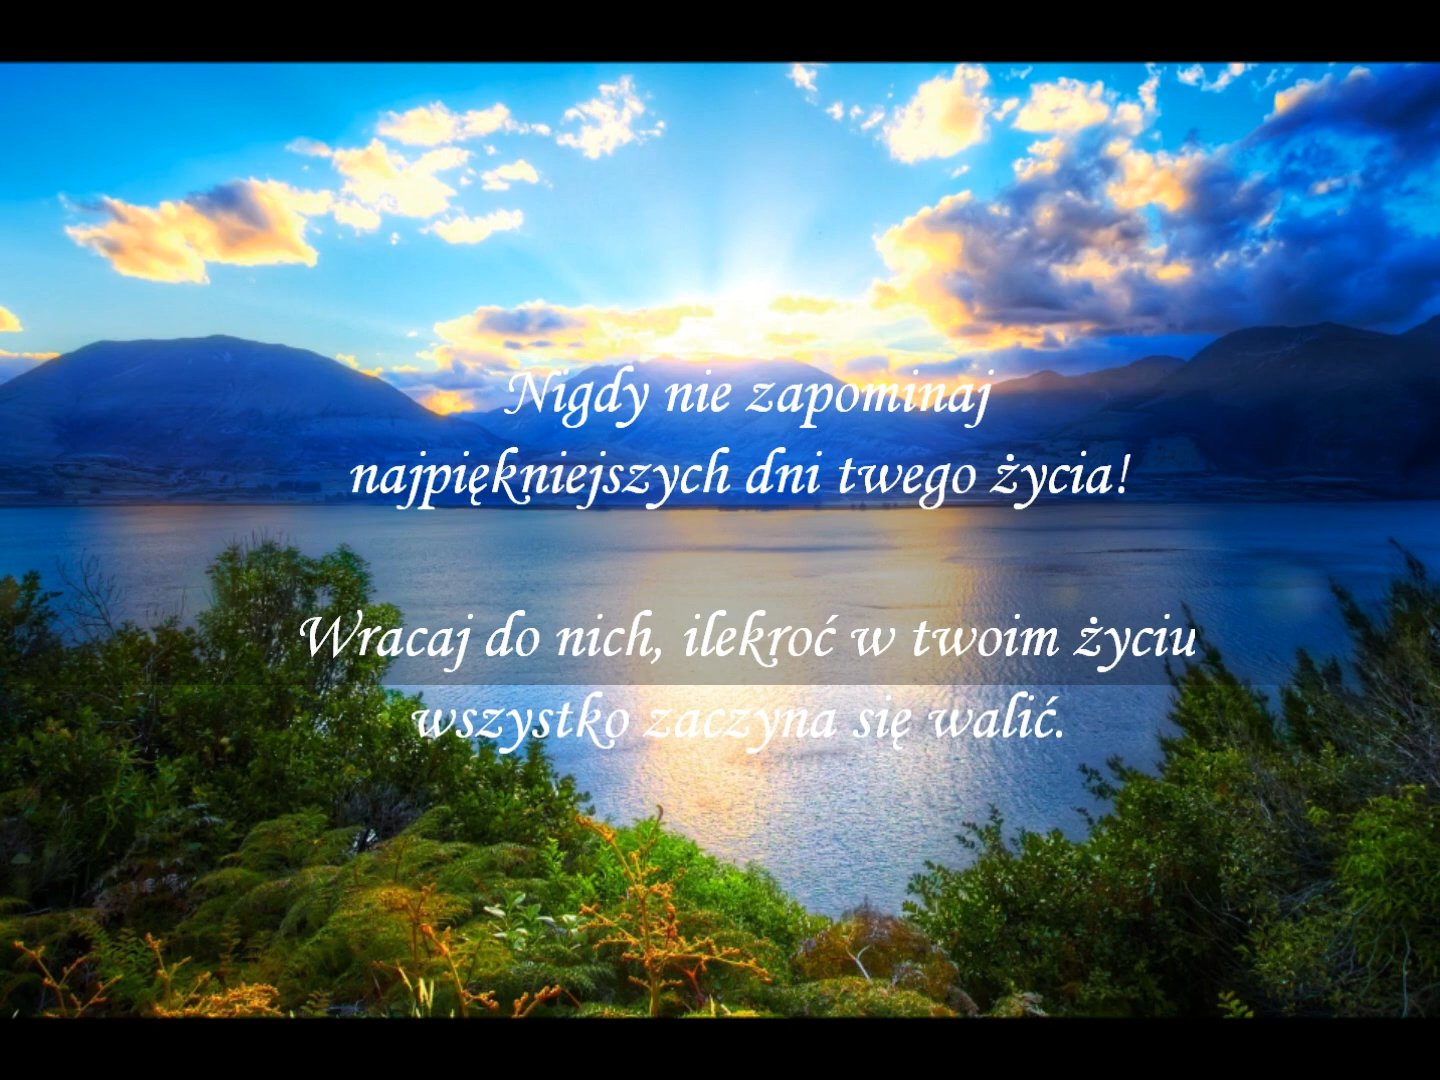 Nigdy nie zapominaj
najpiękniejszych dni twego życia!
Wracaj do nich, ilekroć w twoim życiu
wszystko zaczyna się walić.